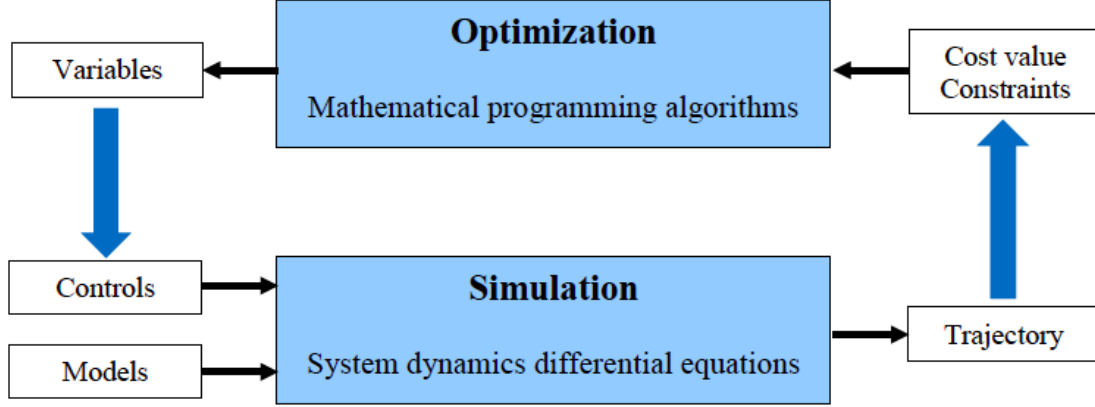 Optimization
Mathematical programming algorithms
Variables
Cost value
Constraints
Controls
Models
Simulation
System dynamics differential equations
Trajectory